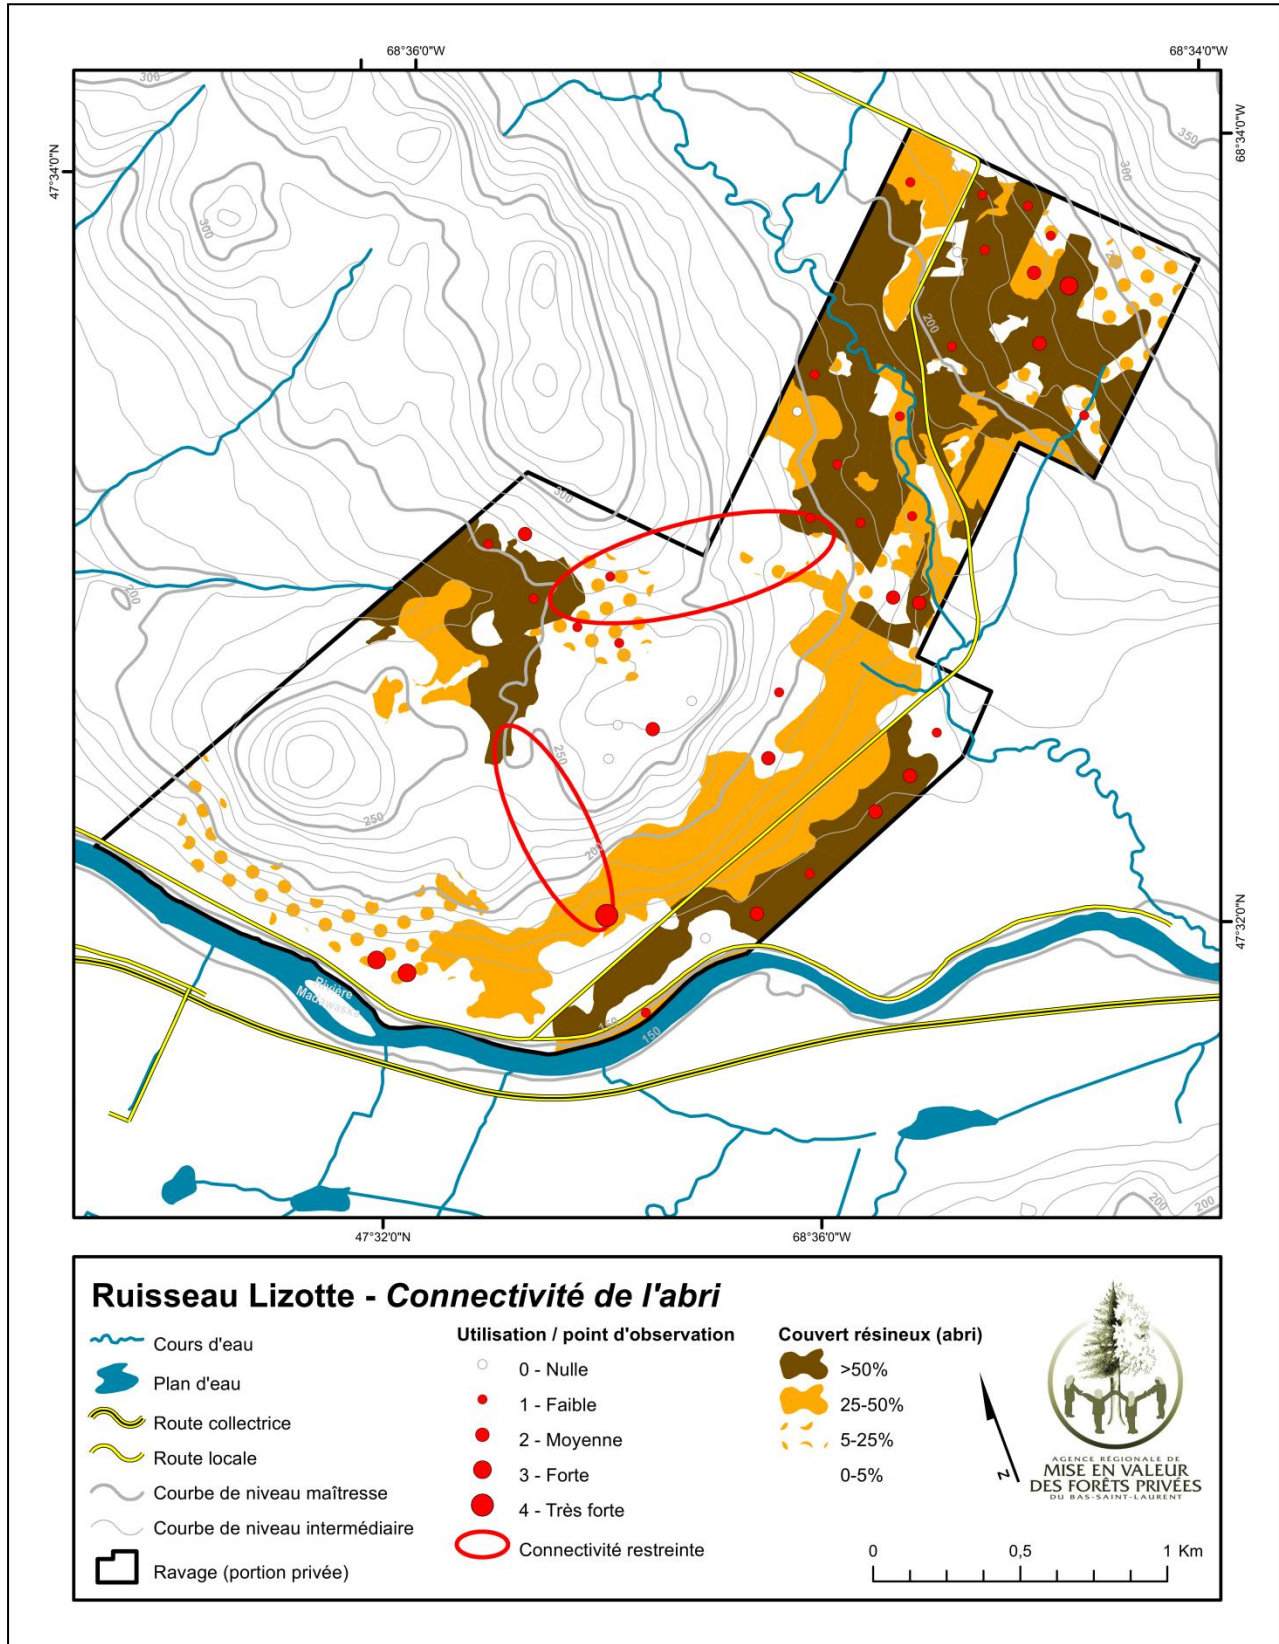 68°36'0"W
68°34'0"W
300
350
68°34'0"W
300
47°34'0"N
300
200
300
200
250
250
200
47°32'0"N
Rivière
Madawaska
150
150
200
200
47°32'0"N
68°36'0"W
Ruisseau Lizotte - Connectivité de l'abri
Cours d'eau
Plan d'eau
Route collectrice
Route locale
Courbe de niveau maîtresse
Courbe de niveau intermédiaire
Ravage (portion privée)
Utilisation / point d'observation
0 - Nulle
1 - Faible
2 - Moyenne
3 - Forte
4 - Très forte
Connectivité restreinte
Couvert résineux (abri)
>50%
25-50%
5-25%
0-5%
N
AGENCE RÉGIONALE DE
MISE EN VALEUR
DES FORÊTS PRIVÉES
DU BAS-SAINT-LAURENT
0 0,5 1 Km